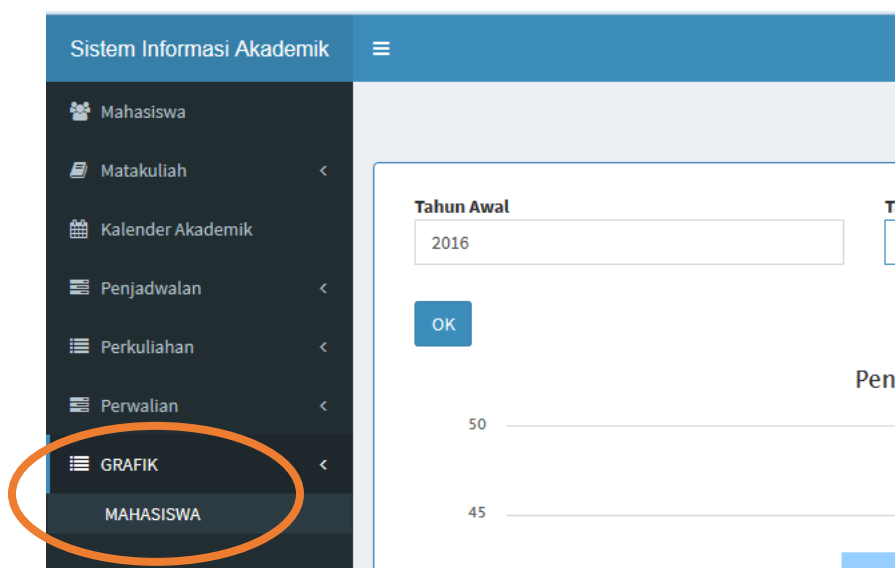 Sistem Informasi Akademik
Mahasiswa
Matakuliah
Kalender Akademik
Penjadwalan
Perkuliahan
Perwalian
GRAFIK
MAHASISWA
Tahun Awal
2016
OK
50
45